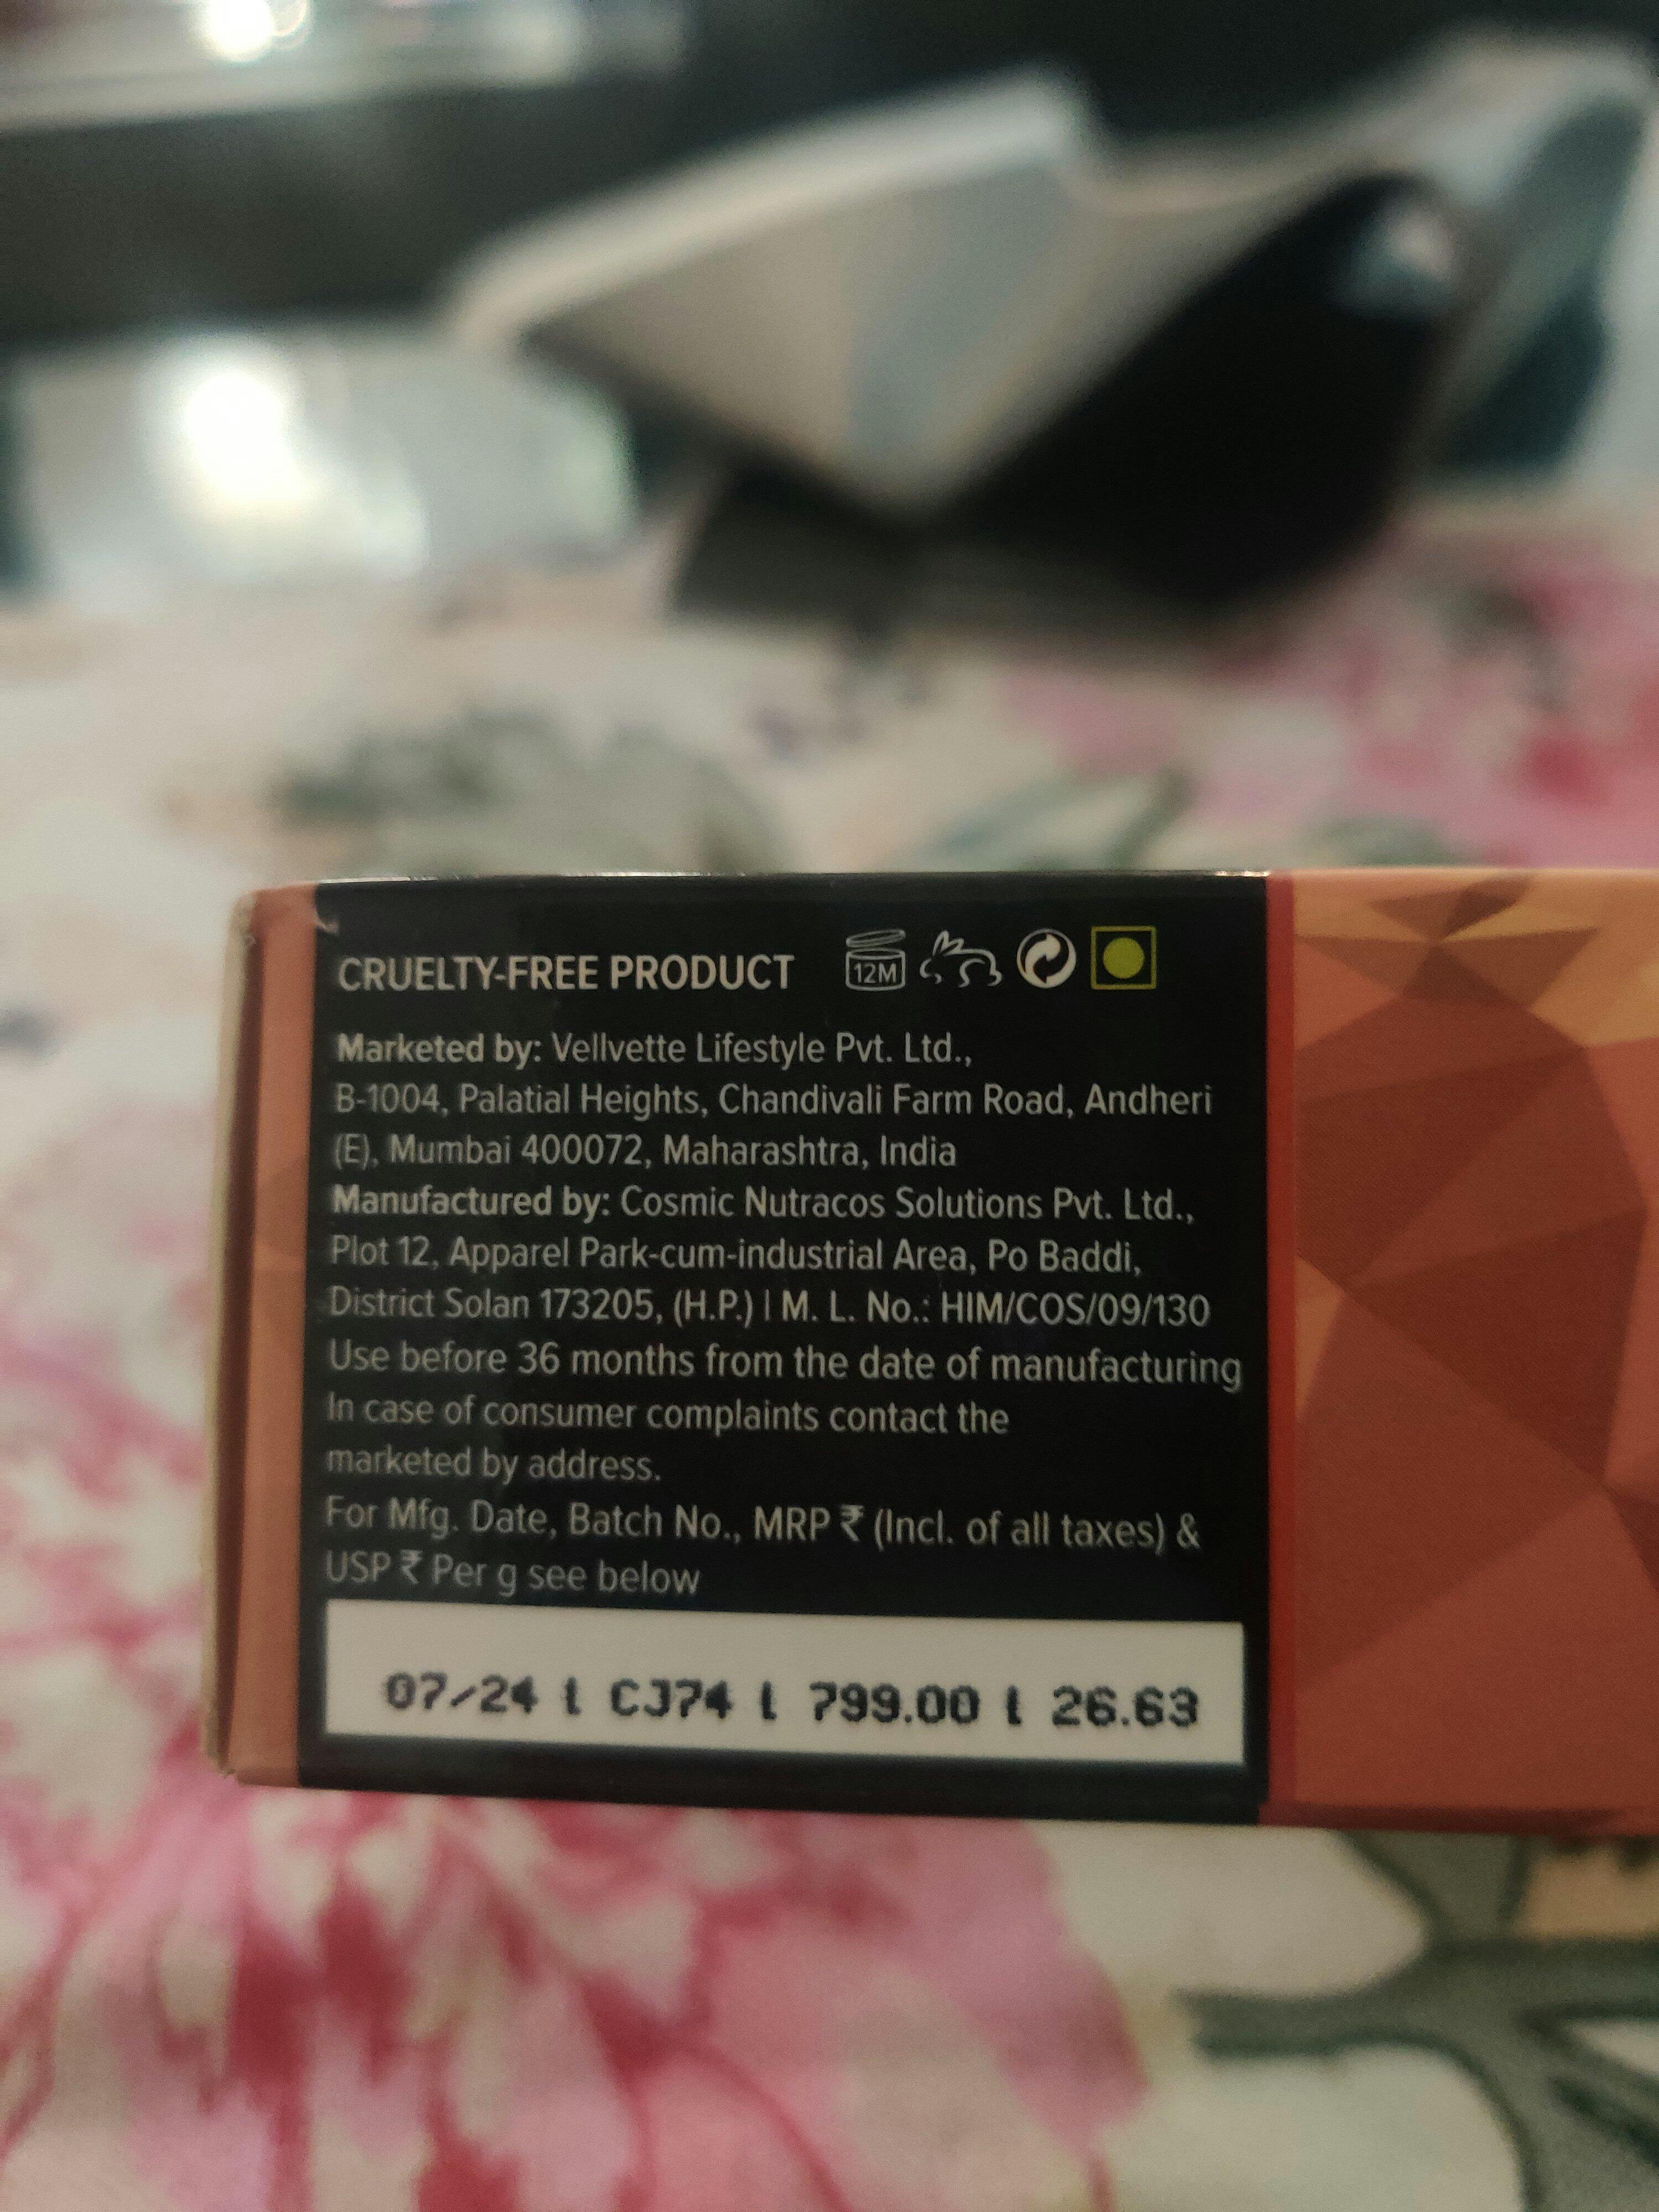 CRUELTY-FREE PRODUCT 12M
Marketed by: Vellvette Lifestyle Pvt. Ltd.,
B-1004, Palatial Heights, Chandivali Farm Road, Andheri
(E), Mumbai 400072, Maharashtra, India
Manufactured by: Cosmic Nutracos Solutions Pvt. Ltd.,
Plot 12, Apparel Park-cum-industrial Area, Po Baddi,
District Solan 173205, (H.P.) | M. L. No.: HIM/COS/09/130
Use before 36 months from the date of manufacturing
In case of consumer complaints contact the
marketed by address.
For Mfg. Date, Batch No., MRP ₹ (Incl. of all taxes) &
USP ₹ Per g see below
07/24 | CJ74 | 799.00 | 26.63